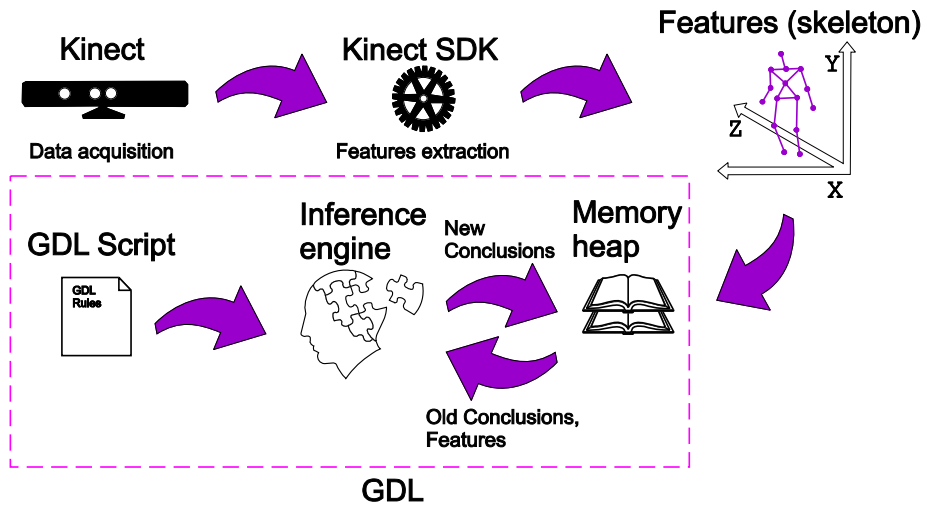 Kinect
Kinect SDK
Features (skeleton)
Y
Z
X
Data acquisition
Features extraction
GDL Script
Inference
engine
New
Conclusions
Memory
heap
GDL
Rules
Old Conclusions,
Features
GDL